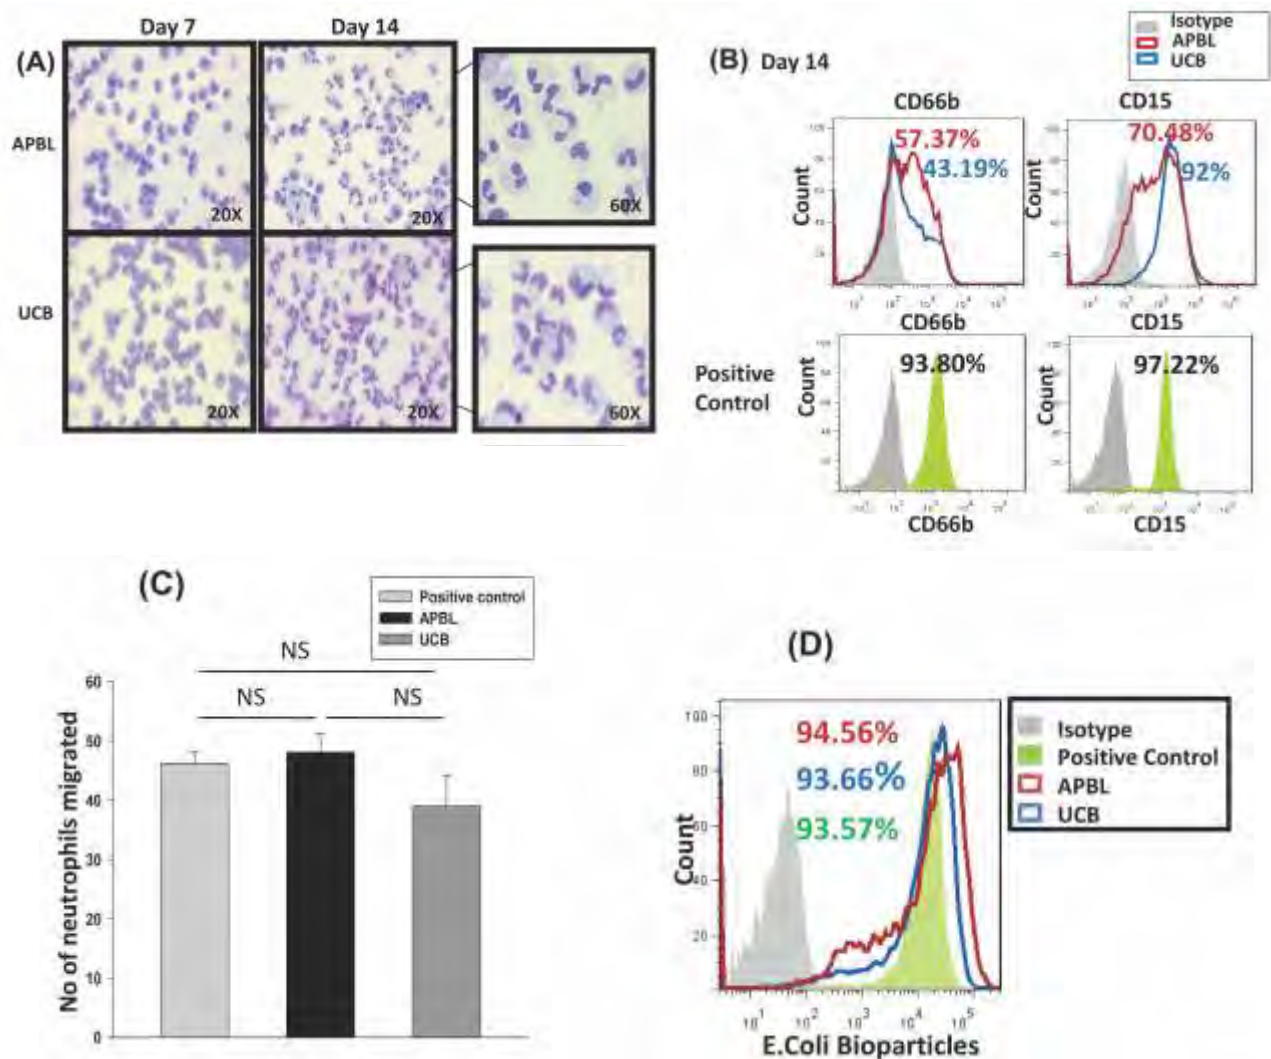 Day 7 Day 14
(A)
APBL
20X 20X 60X
UCB
20X 20X 60X
(B) Day 14
Isotype
APBL
UCB
CD66b CD15
57.37%
43.19%
70.48%
92%
Count Count
CD66b CD15
Positive
Control
93.80% 97.22%
Count Count
CD66b CD15
(C)
Positive control
APBL
UCB
NS
NS NS
60
50
40
30
20
10
0
No of neutrophils migrated
(D)
100
80
60
40
20
Count
94.56%
93.66%
93.57%
Isotype
Positive Control
APBL
UCB
10¹ 10² 10³ 10⁴ 10⁵
E.Coli Bioparticles